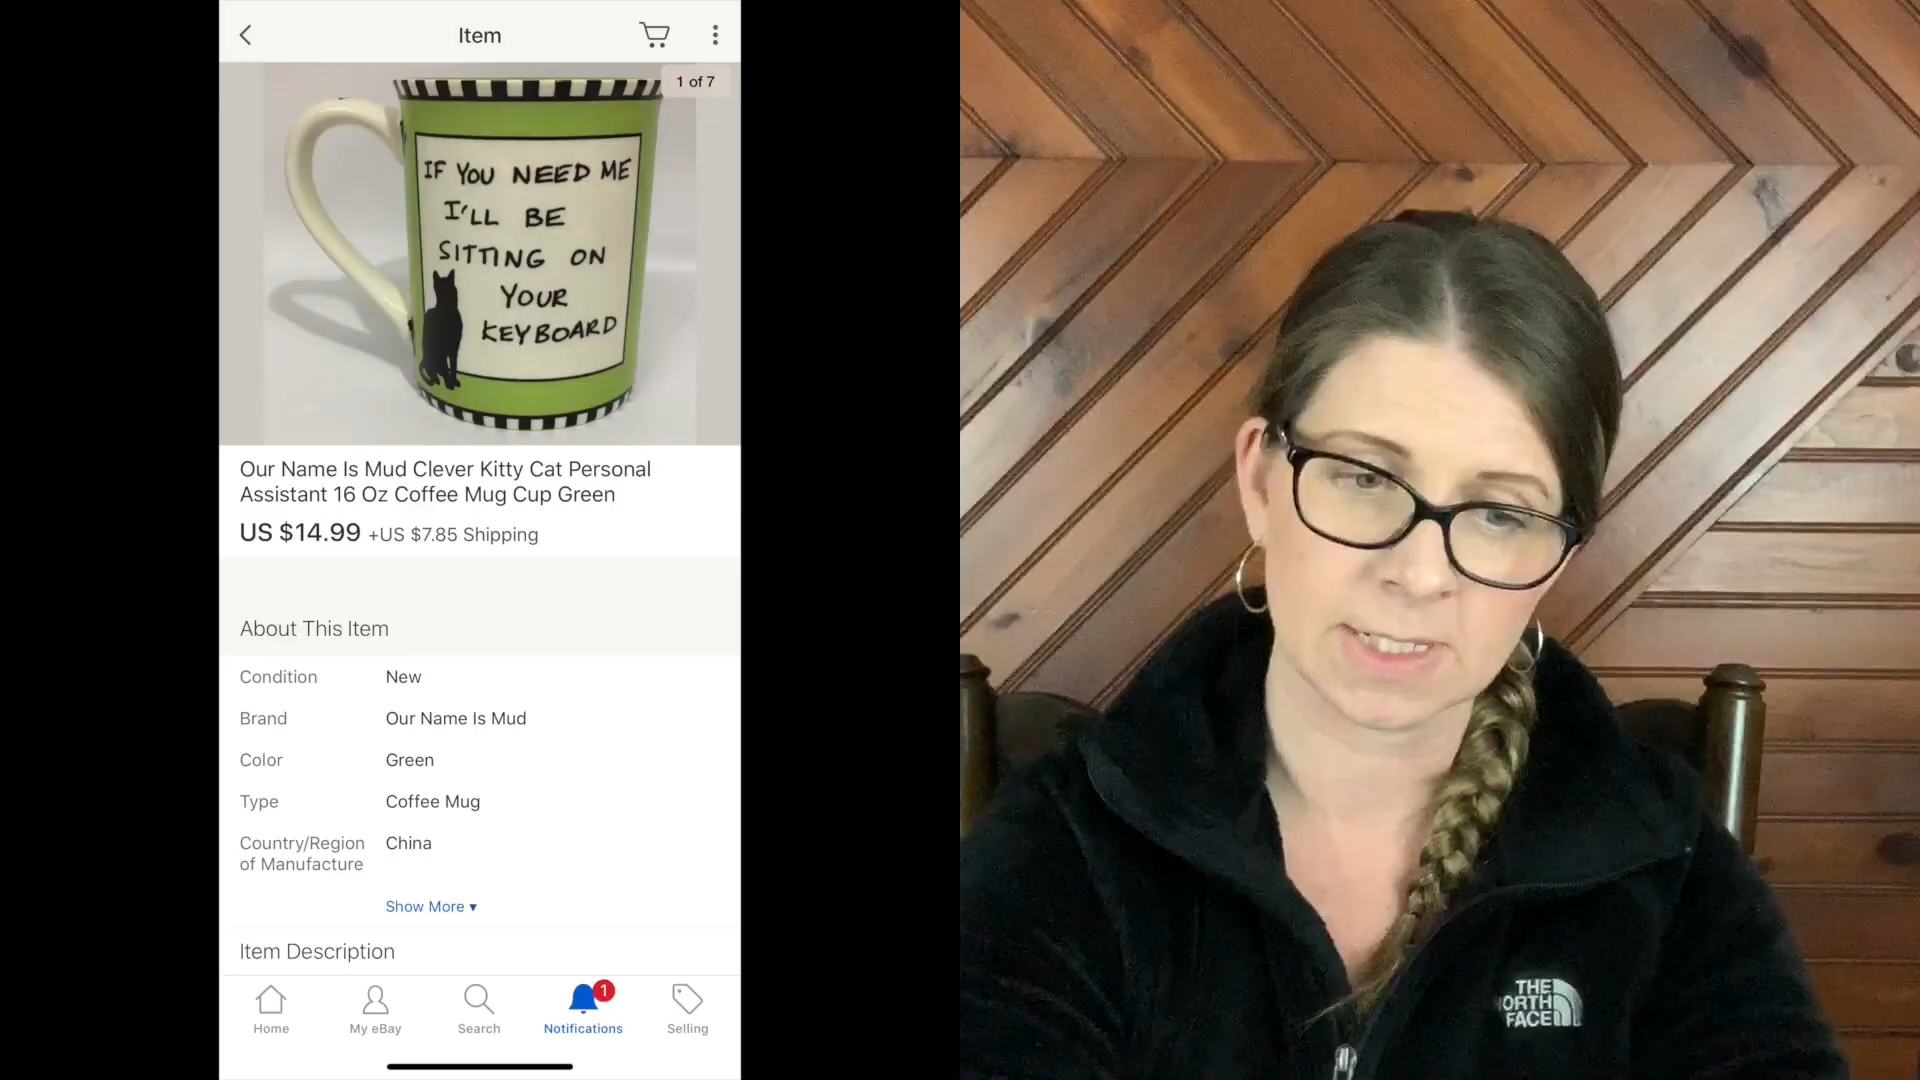 Item
1 of 7
IF YOU NEED ME
I'LL BE
SITTING ON
YOUR
KEYBOARD
Our Name Is Mud Clever Kitty Cat Personal
Assistant 16 Oz Coffee Mug Cup Green
US $14.99 +US $7.85 Shipping
About This Item
Condition New
Brand Our Name Is Mud
Color Green
Type Coffee Mug
Country/Region China
of Manufacture
Show More ▾
Item Description
1
Home My eBay Search Notifications Selling
THE
NORTH
FACE